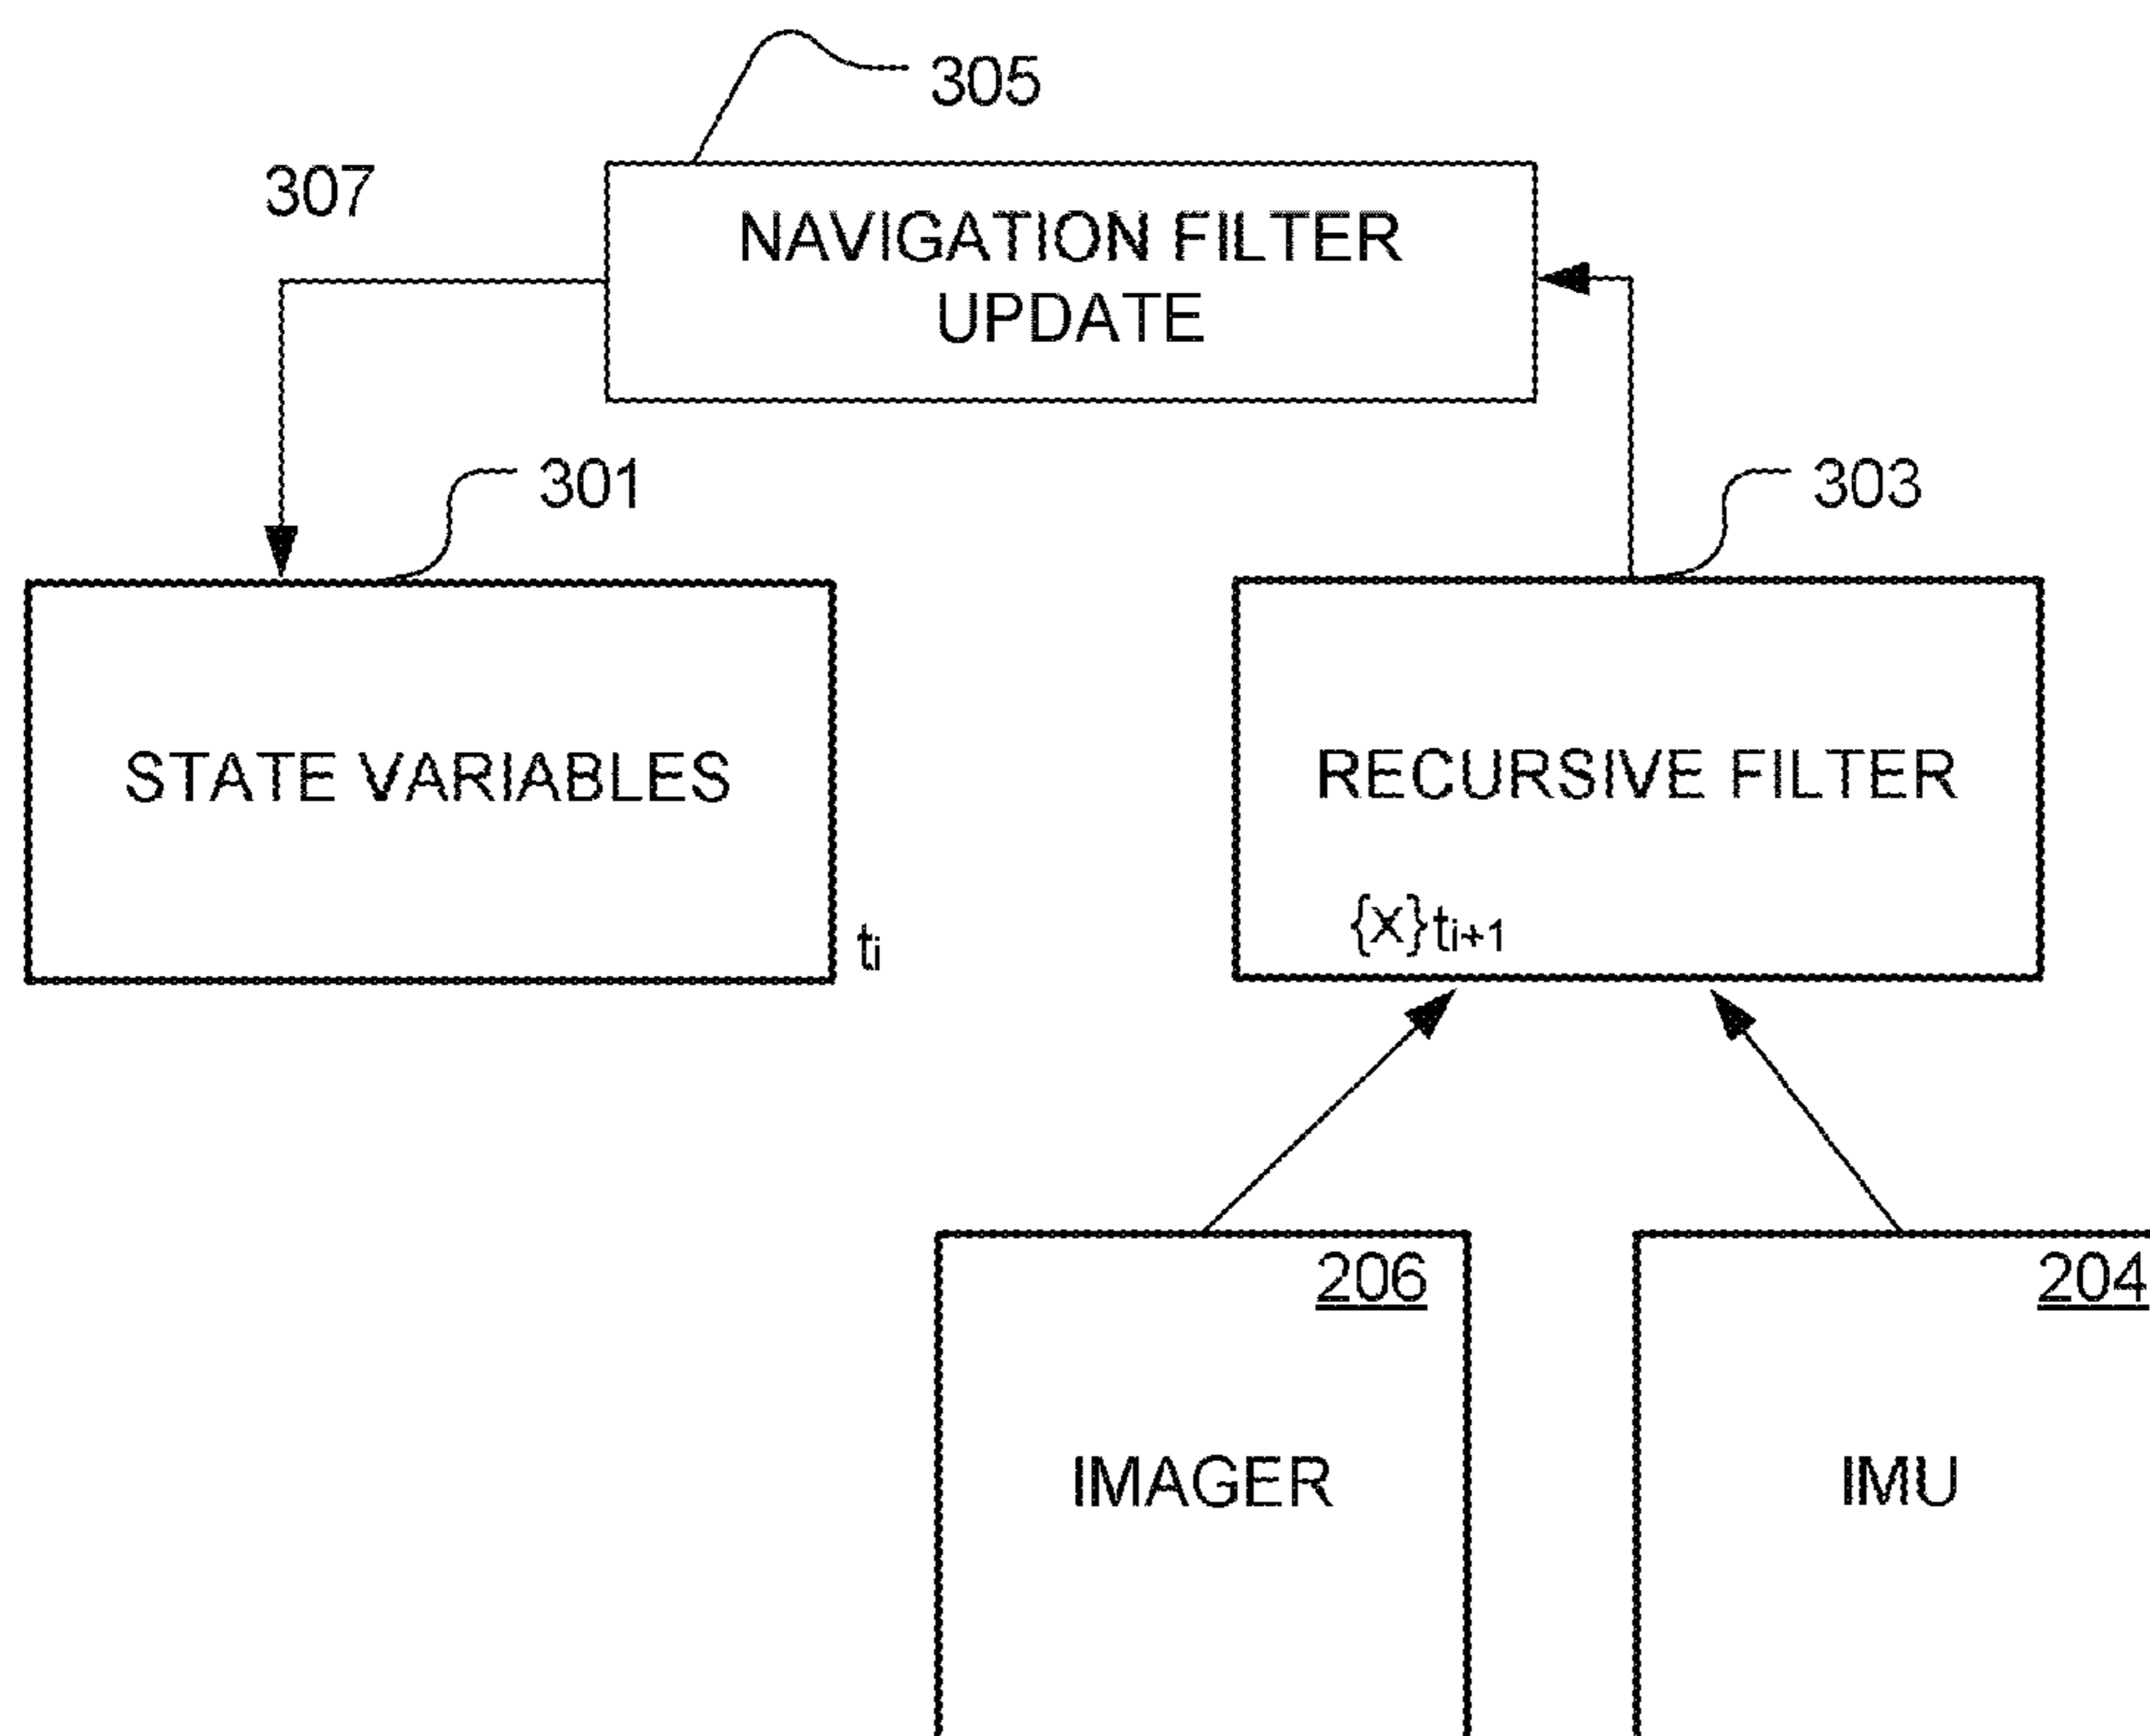 305
307
NAVIGATION FILTER
UPDATE
301
303
STATE VARIABLES
RECURSIVE FILTER
{x}ti+1
ti
206
204
IMAGER
IMU